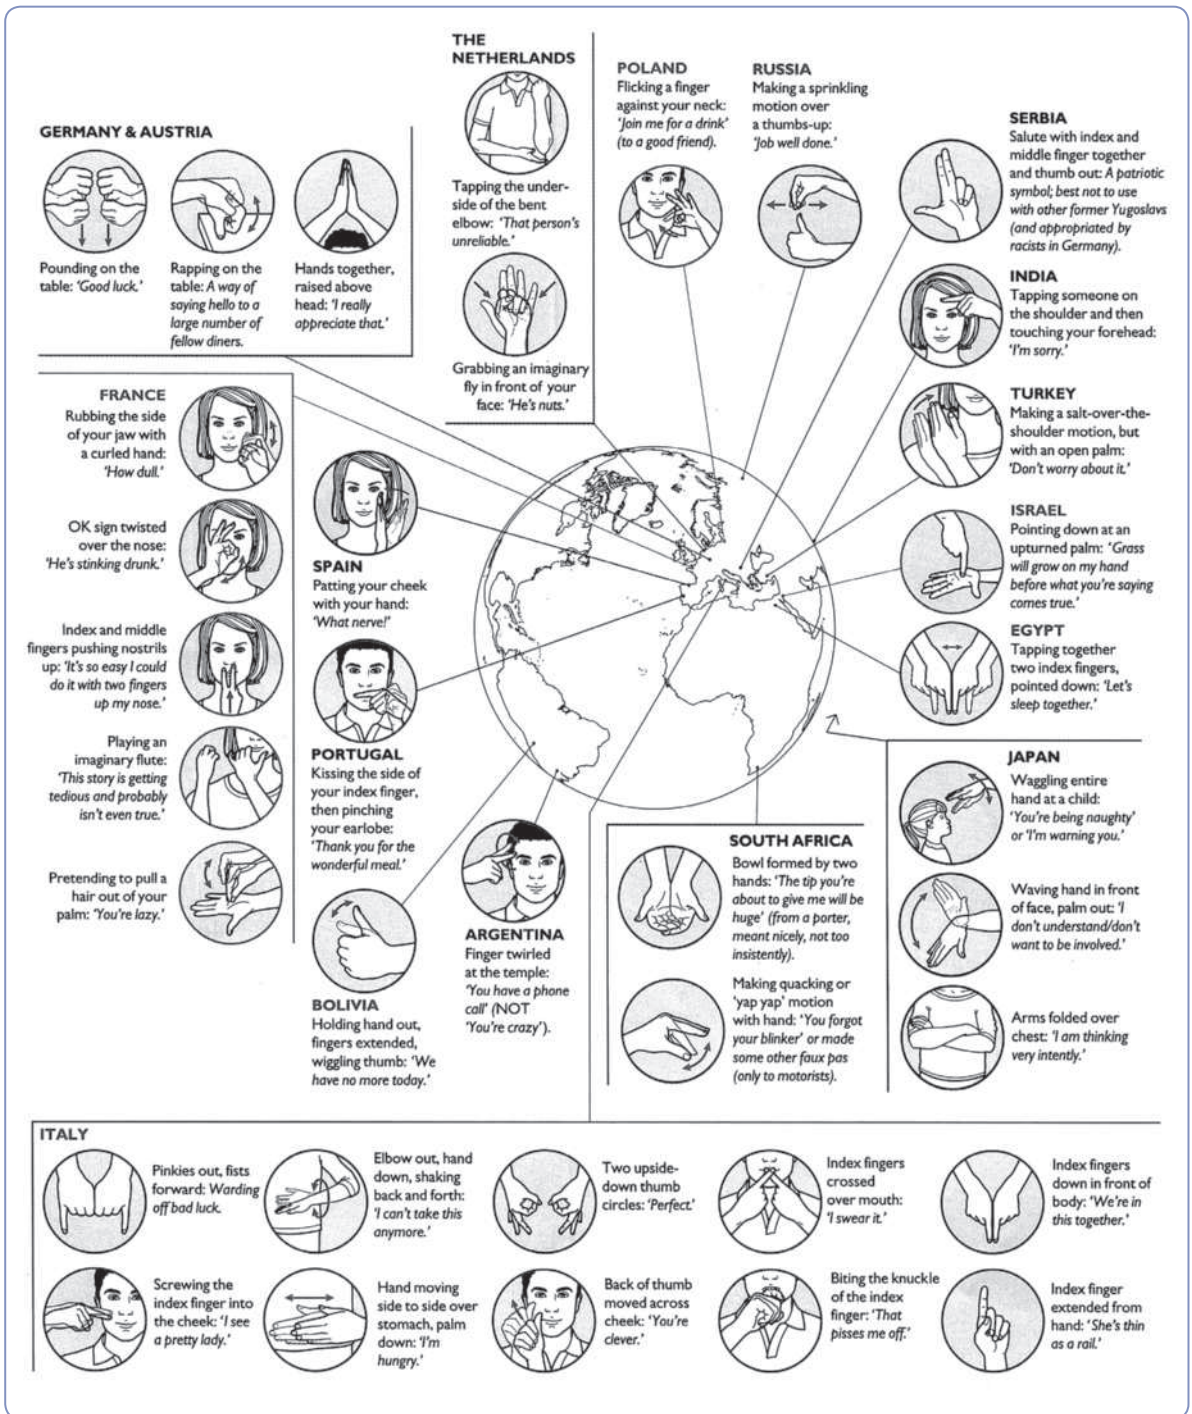 THE
NETHERLANDS
Tapping the under-
side of the bent
elbow: 'That person's
unreliable.'
Grabbing an imaginary
fly in front of your
face: 'He's nuts.'
POLAND
Flicking a finger
against your neck:
'Join me for a drink'
(to a good friend).
RUSSIA
Making a sprinkling
motion over
a thumbs-up:
'Job well done.'
SERBIA
Salute with index and
middle finger together
and thumb out: A patriotic
symbol; best not to use
with other former Yugoslavs
(and appropriated by
racists in Germany).
GERMANY & AUSTRIA
Pounding on the
table: 'Good luck.'
Rapping on the
table: A way of
saying hello to a
large number of
fellow diners.
Hands together,
raised above
head: 'I really
appreciate that.'
INDIA
Tapping someone on
the shoulder and then
touching your forehead:
'I'm sorry.'
FRANCE
Rubbing the side
of your jaw with
a curled hand:
'How dull.'
OK sign twisted
over the nose:
'He's stinking drunk.'
Index and middle
fingers pushing nostrils
up: 'It's so easy I could
do it with two fingers
up my nose.'
Playing an
imaginary flute:
'This story is getting
tedious and probably
isn't even true.'
Pretending to pull a
hair out of your
palm: 'You're lazy.'
TURKEY
Making a salt-over-the-
shoulder motion, but
with an open palm:
'Don't worry about it.'
ISRAEL
Pointing down at an
upturned palm: 'Grass
will grow on my hand
before what you're saying
comes true.'
EGYPT
Tapping together
two index fingers,
pointed down: 'Let's
sleep together.'
SPAIN
Patting your cheek
with your hand:
'What nerve!'
PORTUGAL
Kissing the side of
your index finger,
then pinching
your earlobe:
'Thank you for the
wonderful meal.'
BOLIVIA
Holding hand out,
fingers extended,
wiggling thumb: 'We
have no more today.'
ARGENTINA
Finger twirled
at the temple:
'You have a phone
call' (NOT
'You're crazy').
SOUTH AFRICA
Bowl formed by two
hands: 'The tip you're
about to give me will be
huge' (from a porter,
meant nicely, not too
insistently).
Making quacking or
'yap yap' motion
with hand: 'You forgot
your blinker' or made
some other faux pas
(only to motorists).
JAPAN
Waggling entire
hand at a child:
'You're being naughty'
or 'I'm warning you.'
Waving hand in front
of face, palm out: 'I
don't understand/don't
want to be involved.'
Arms folded over
chest: 'I am thinking
very intently.'
ITALY
Pinkies out, fists
forward: Warding
off bad luck.
Elbow out, hand
down, shaking
back and forth:
'I can't take this
anymore.'
Two upside-
down thumb
circles: 'Perfect.'
Index fingers
crossed
over mouth:
'I swear it.'
Index fingers
down in front of
body: 'We're in
this together.'
Screwing the
index finger into
the cheek: 'I see
a pretty lady.'
Hand moving
side to side over
stomach, palm
down: 'I'm
hungry.'
Back of thumb
moved across
cheek: 'You're
clever.'
Biting the knuckle
of the index
finger: 'That
pisses me off.'
Index finger
extended from
hand: 'She's thin
as a rail.'